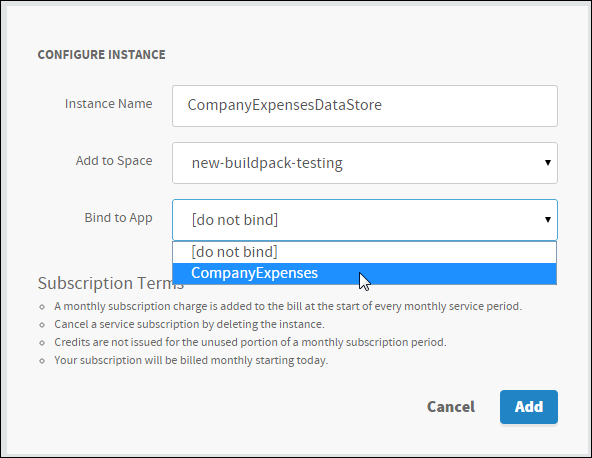 CONFIGURE INSTANCE
Instance Name CompanyExpensesDataStore
Add to Space new-buildpack-testing
Bind to App [do not bind]
[do not bind]
CompanyExpenses
Subscription Terms
A monthly subscription charge is added to the bill at the start of every monthly service period.
Cancel a service subscription by deleting the instance.
Credits are not issued for the unused portion of a monthly subscription period.
Your subscription will be billed monthly starting today.
Cancel Add